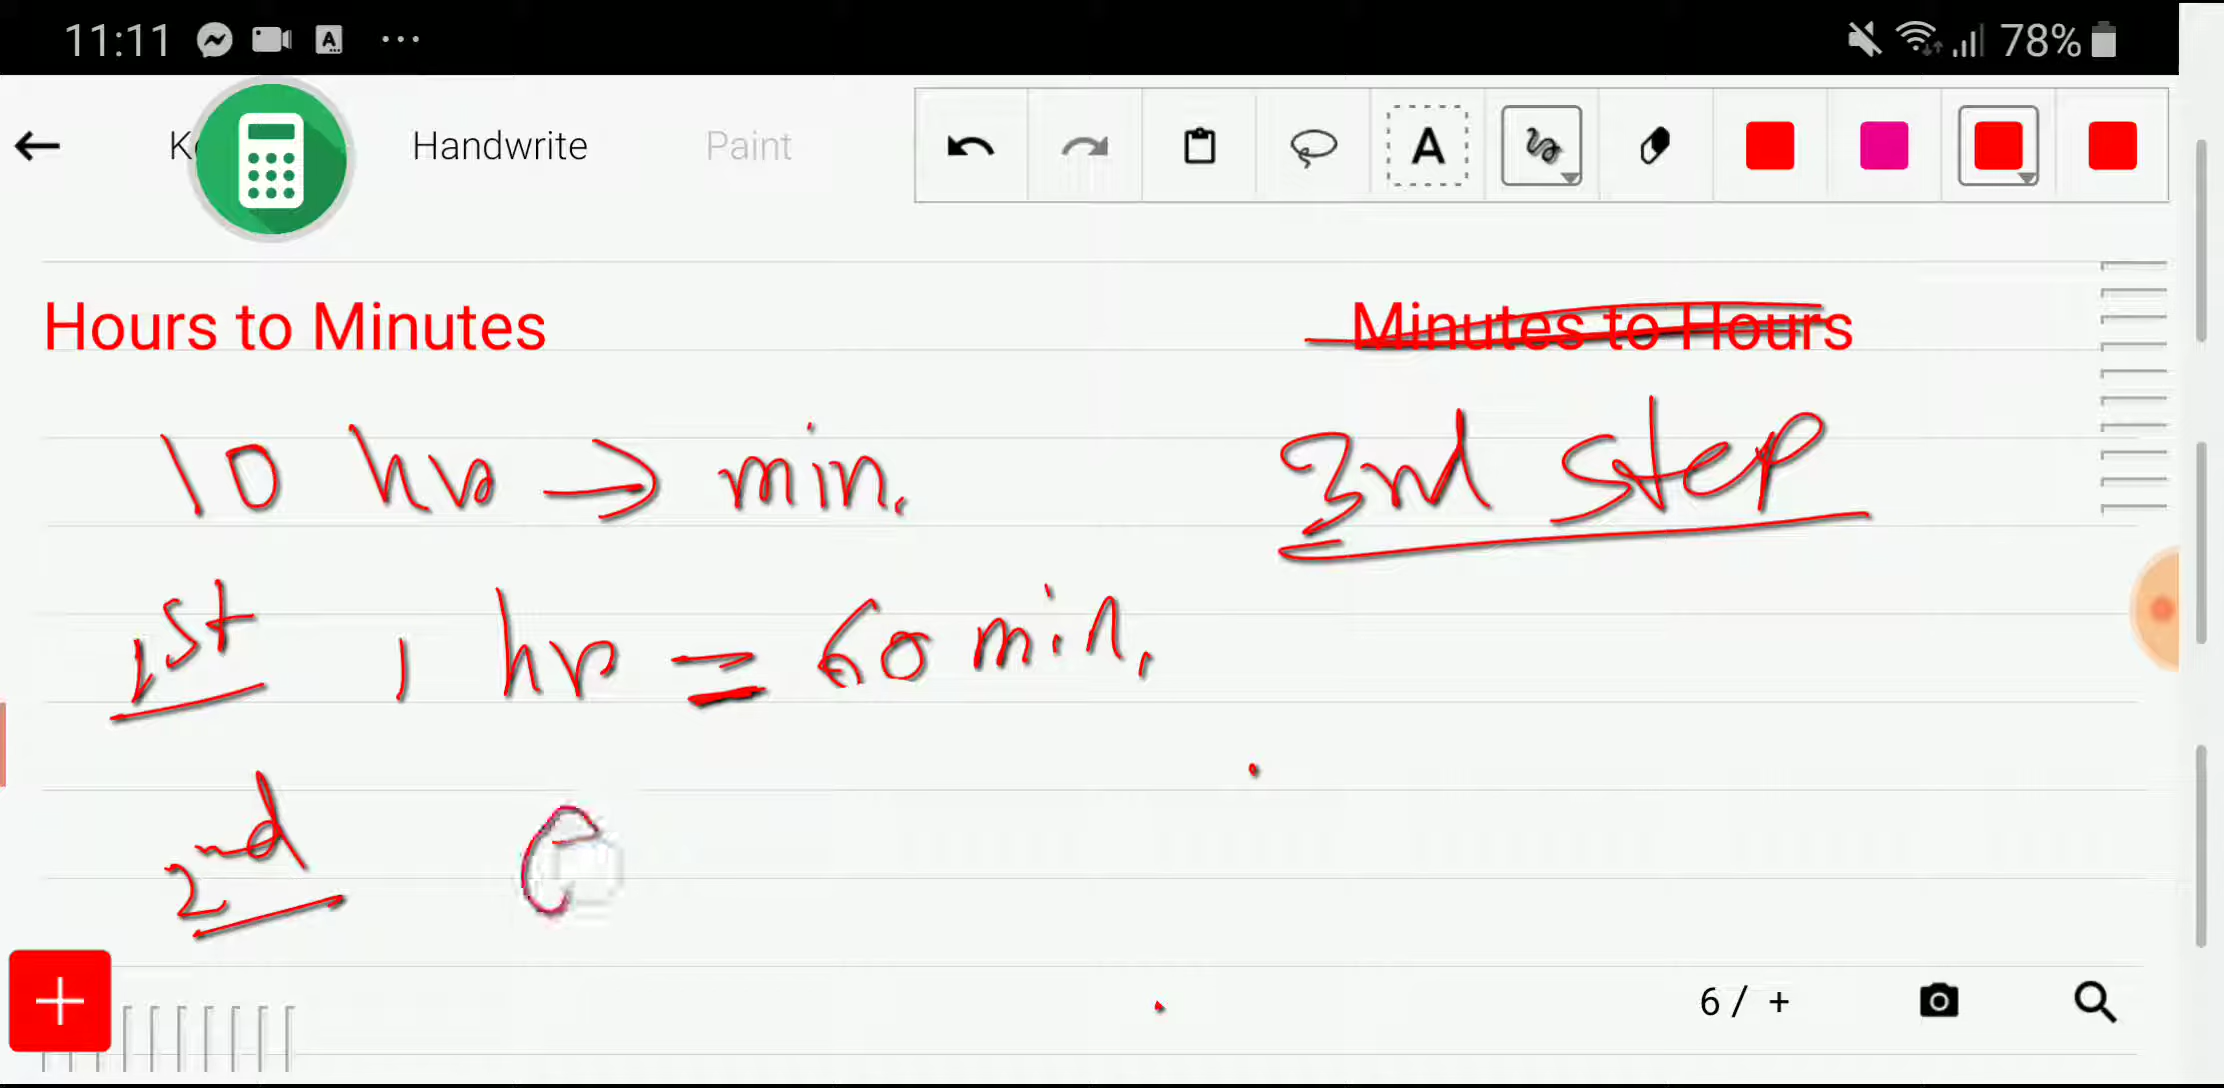 11:11 A 78%
Handwrite Paint A
Hours to Minutes
Minutes to Hours
10 hrs → min.
3rd step
1st 1 hrs = 60 min.
2nd
6 / +